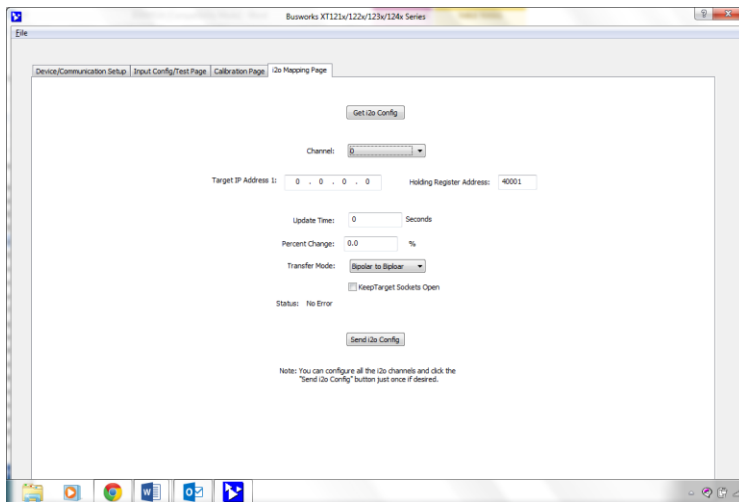 Busworks XT121x/122x/123x/124x Series
File
Device/Communication Setup Input Config/Test Page Calibration Page i2o Mapping Page
Get i2o Config
Channel: 0
Target IP Address 1: 0 . 0 . 0 . 0 Holding Register Address: 40001
Update Time: 0 Seconds
Percent Change: 0.0 %
Transfer Mode: Bipolar to Biploar
KeepTarget Sockets Open
Status: No Error
Send i2o Config
Note: You can configure all the i2o channels and click the
"Send i2o Config" button just once if desired.